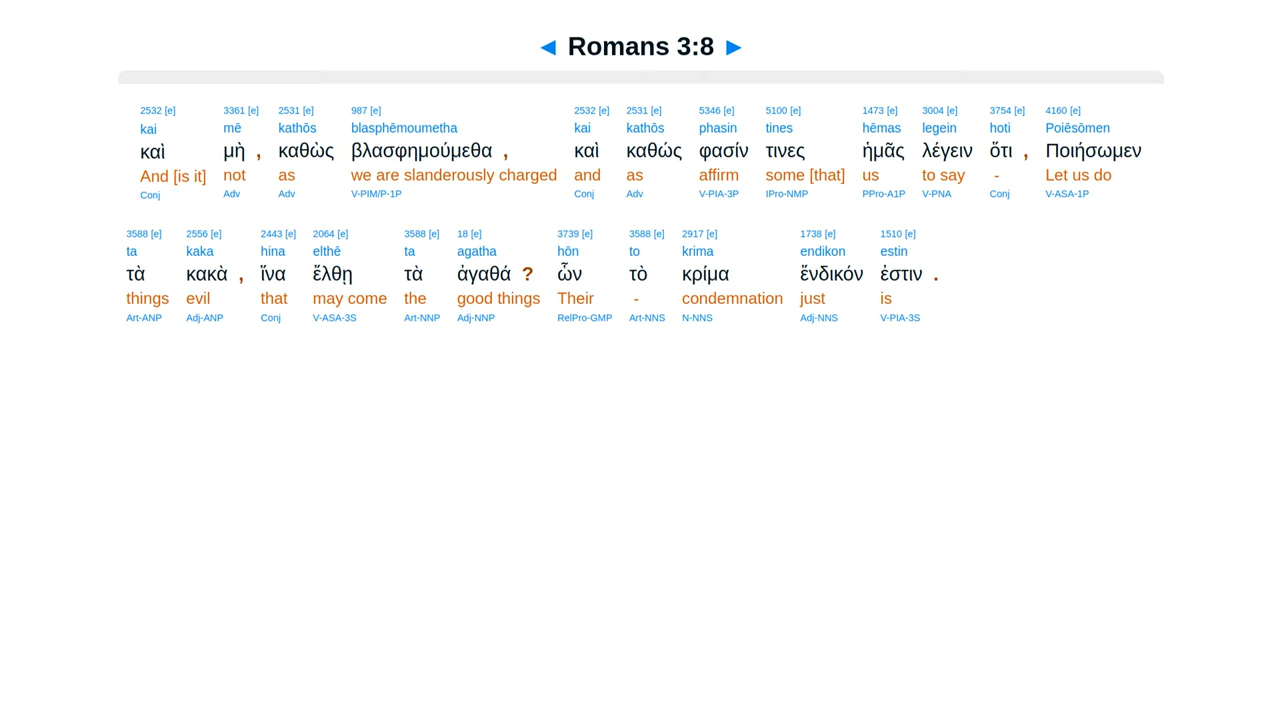 ◄ Romans 3:8 ►
2532 [e] 3361 [e] 2531 [e] 987 [e] 2532 [e] 2531 [e] 5346 [e] 5100 [e] 1473 [e] 3004 [e] 3754 [e] 4160 [e]
kai mē kathōs blasphēmoumetha kai kathōs phasin tines hēmas legein hoti Poiēsōmen
καὶ μὴ , καθὼς βλασφημούμεθα , καὶ καθώς φασίν τινες ἡμᾶς λέγειν ὅτι , Ποιήσωμεν
And [is it] not as we are slanderously charged and as affirm some [that] us to say - Let us do
Conj Adv Adv V-PIM/P-1P Conj Adv V-PIA-3P IPro-NMP PPro-A1P V-PNA Conj V-ASA-1P
3588 [e] 2556 [e] 2443 [e] 2064 [e] 3588 [e] 18 [e] 3739 [e] 3588 [e] 2917 [e] 1738 [e] 1510 [e]
ta kaka hina elthē ta agatha hōn to krima endikon estin
τὰ κακὰ , ἵνα ἔλθῃ τὰ ἀγαθά ? ὧν τὸ κρίμα ἔνδικόν ἐστιν .
things evil that may come the good things Their - condemnation just is
Art-ANP Adj-ANP Conj V-ASA-3S Art-NNP Adj-NNP RelPro-GMP Art-NNS N-NNS Adj-NNS V-PIA-3S